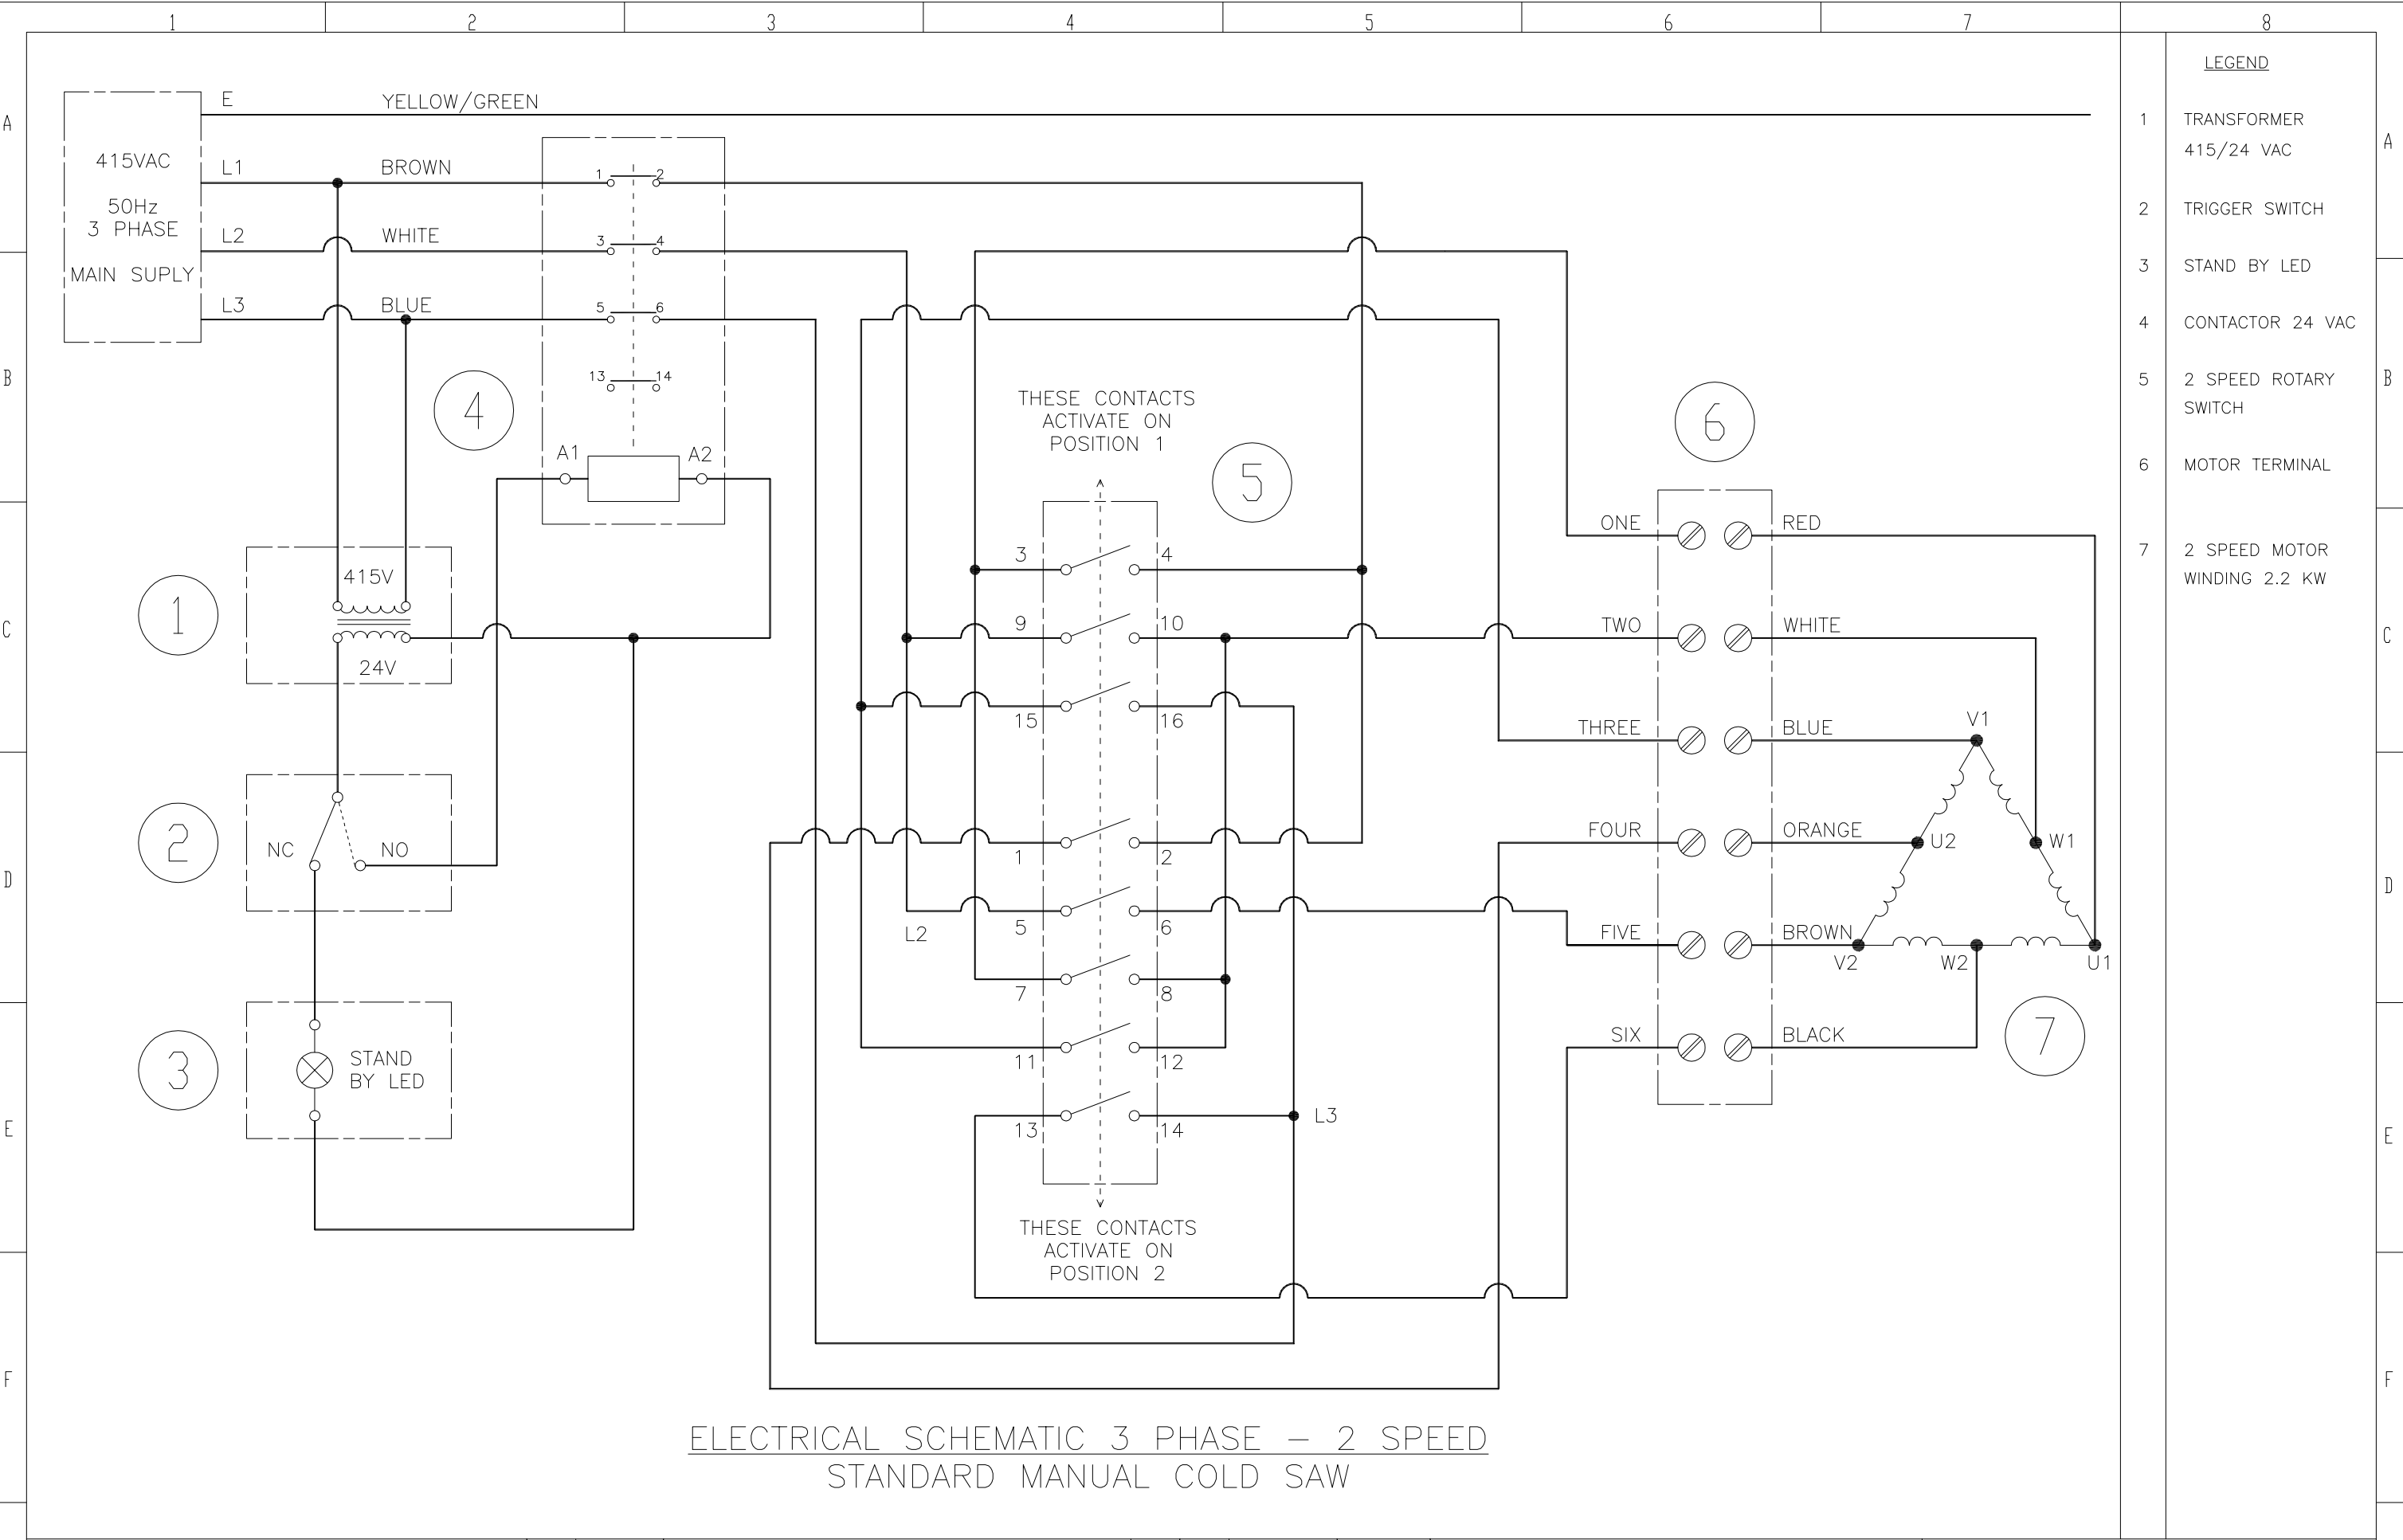 1 2 3 4 5 6 7 8
A
B
C
D
E
F
A
B
C
D
E
F
415VAC
50Hz
3 PHASE
MAIN SUPLY
E YELLOW/GREEN
L1 BROWN
L2 WHITE
L3 BLUE
1 2
3 4
5 6
13 14
A1 A2
4
1
415V
24V
2
NC NO
3
STAND
BY LED
THESE CONTACTS
ACTIVATE ON
POSITION 1
5
3 4
9 10
15 16
1 2
5 6
L2
7 8
11 12
13 14
L3
THESE CONTACTS
ACTIVATE ON
POSITION 2
6
ONE RED
TWO WHITE
THREE BLUE
FOUR ORANGE
FIVE BROWN
SIX BLACK
V1
U2 W1
V2 W2 U1
7
LEGEND
1 TRANSFORMER
415/24 VAC
2 TRIGGER SWITCH
3 STAND BY LED
4 CONTACTOR 24 VAC
5 2 SPEED ROTARY
SWITCH
6 MOTOR TERMINAL
7 2 SPEED MOTOR
WINDING 2.2 KW
ELECTRICAL SCHEMATIC 3 PHASE - 2 SPEED
STANDARD MANUAL COLD SAW